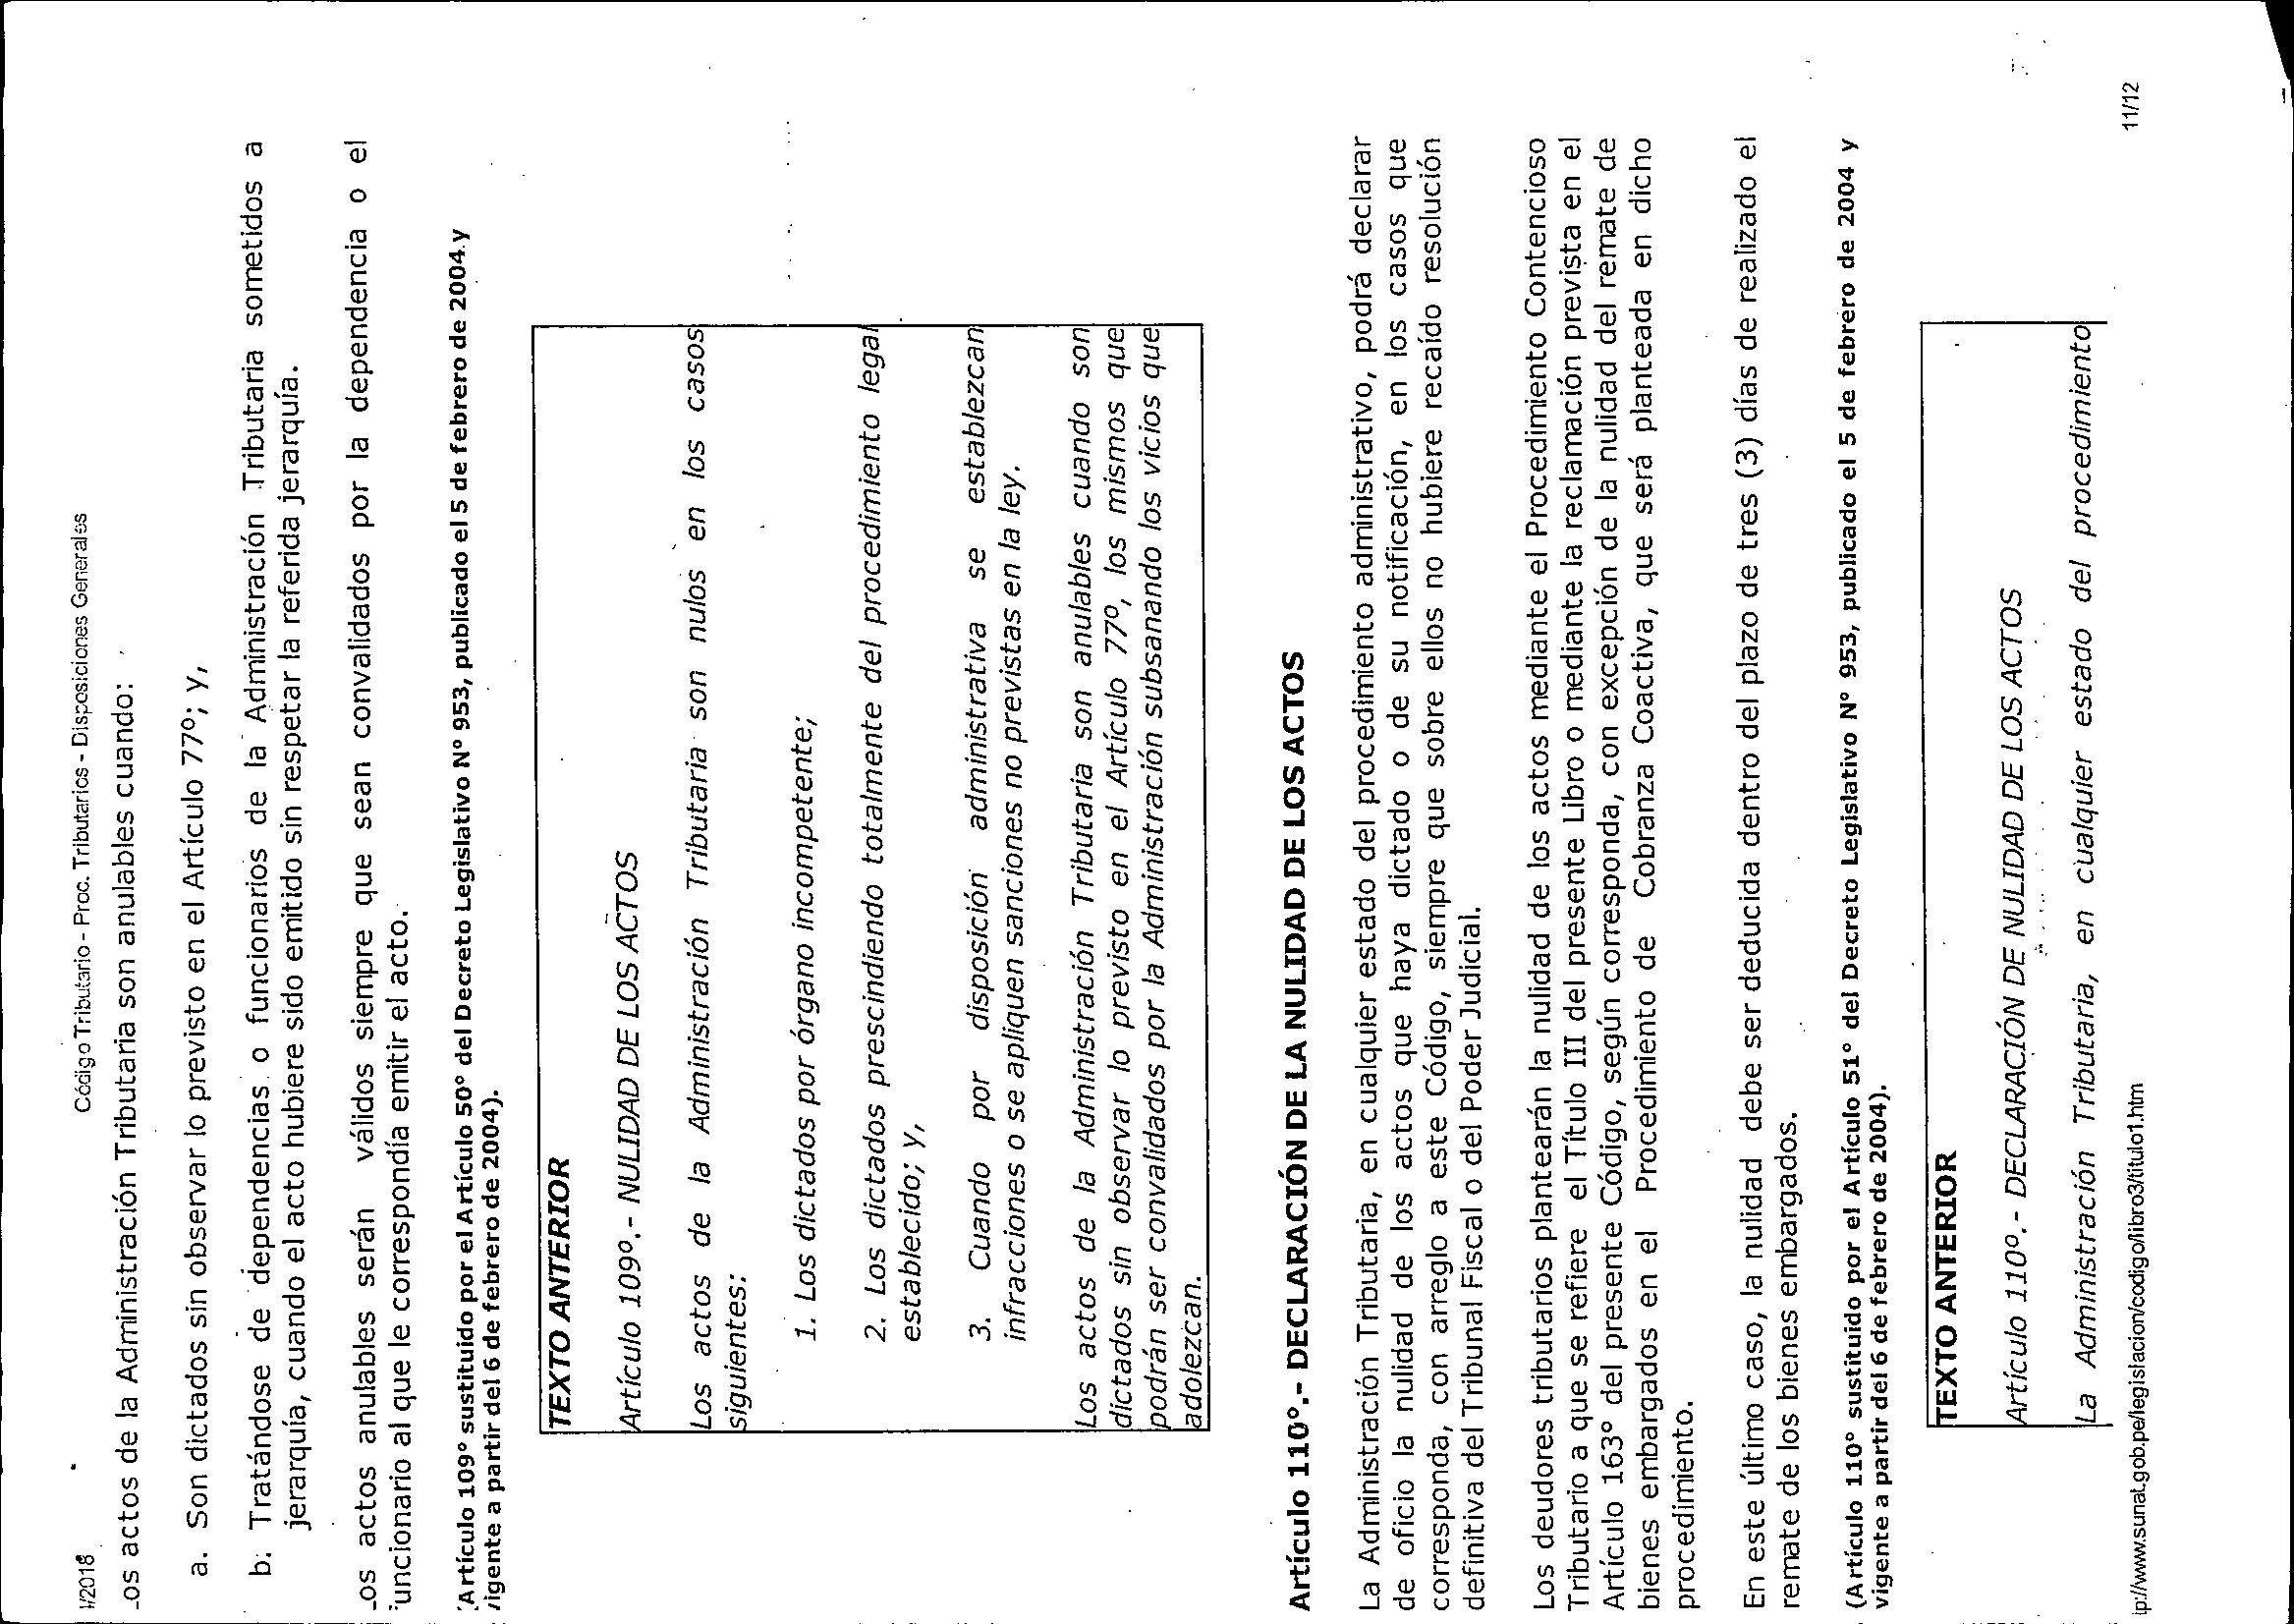 I/2018 Código Tributario - Proc. Tributarios - Disposiciones Generales
Los actos de la Administración Tributaria son anulables cuando:
a. Son dictados sin observar lo previsto en el Artículo 77°; y,
b. Tratándose de dependencias o funcionarios de la Administración Tributaria sometidos a
jerarquía, cuando el acto hubiere sido emitido sin respetar la referida jerarquía.
Los actos anulables serán válidos siempre que sean convalidados por la dependencia o el
funcionario al que le correspondía emitir el acto.
(Artículo 109° sustituido por el Artículo 50° del Decreto Legislativo N° 953, publicado el 5 de febrero de 2004 y
vigente a partir del 6 de febrero de 2004).
TEXTO ANTERIOR
Artículo 109º.- NULIDAD DE LOS ACTOS
Los actos de la Administración Tributaria son nulos en los casos
siguientes:
1. Los dictados por órgano incompetente;
2. Los dictados prescindiendo totalmente del procedimiento legal
establecido; y,
3. Cuando por disposición administrativa se establezcan
infracciones o se apliquen sanciones no previstas en la ley.
Los actos de la Administración Tributaria son anulables cuando son
dictados sin observar lo previsto en el Artículo 77º, los mismos que
podrán ser convalidados por la Administración subsanando los vicios que
adolezcan.
Artículo 110°.- DECLARACIÓN DE LA NULIDAD DE LOS ACTOS
La Administración Tributaria, en cualquier estado del procedimiento administrativo, podrá declarar
de oficio la nulidad de los actos que haya dictado o de su notificación, en los casos que
corresponda, con arreglo a este Código, siempre que sobre ellos no hubiere recaído resolución
definitiva del Tribunal Fiscal o del Poder Judicial.
Los deudores tributarios plantearán la nulidad de los actos mediante el Procedimiento Contencioso
Tributario a que se refiere el Título III del presente Libro o mediante la reclamación prevista en el
Artículo 163° del presente Código, según corresponda, con excepción de la nulidad del remate de
bienes embargados en el Procedimiento de Cobranza Coactiva, que será planteada en dicho
procedimiento.
En este último caso, la nulidad debe ser deducida dentro del plazo de tres (3) días de realizado el
remate de los bienes embargados.
(Artículo 110° sustituido por el Artículo 51° del Decreto Legislativo N° 953, publicado el 5 de febrero de 2004 y
vigente a partir del 6 de febrero de 2004).
TEXTO ANTERIOR
Artículo 110º.- DECLARACIÓN DE NULIDAD DE LOS ACTOS
La Administración Tributaria, en cualquier estado del procedimiento
ip://www.sunat.gob.pe/legislacion/codigo/libro3/titulo1.htm 11/12